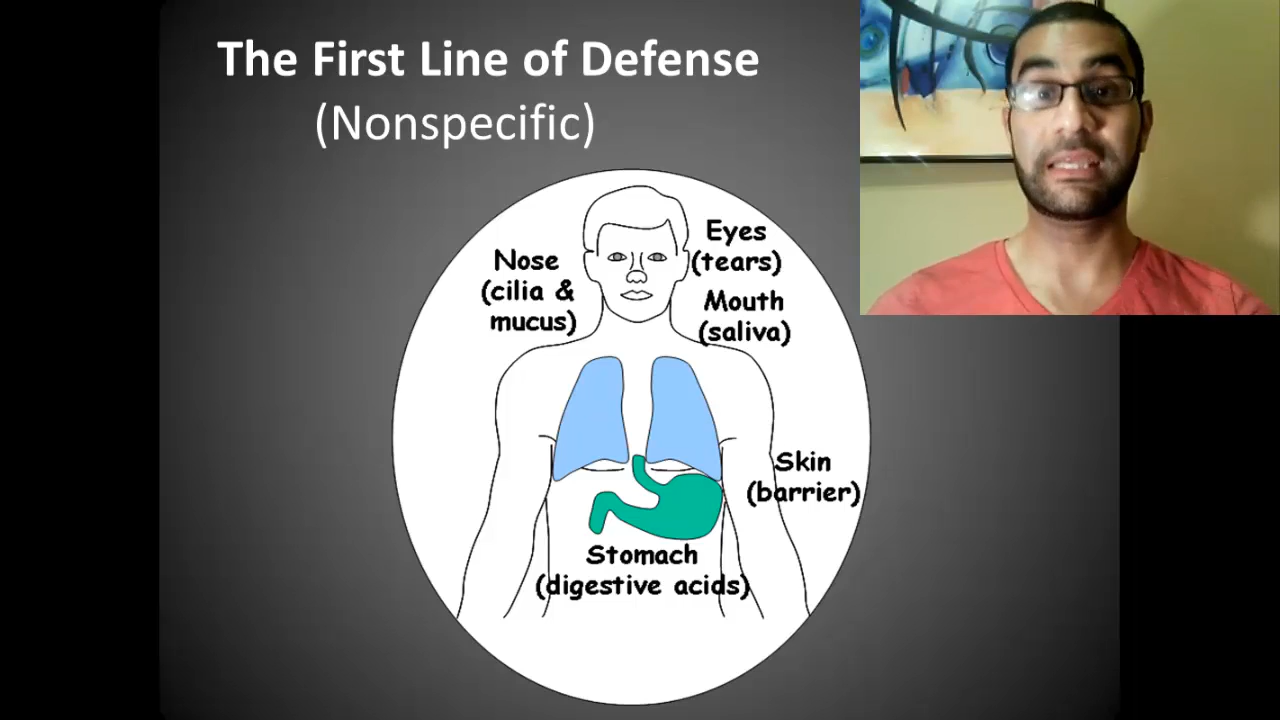 The First Line of Defense
(Nonspecific)
Nose
(cilia &
mucus)
Eyes
(tears)
Mouth
(saliva)
Skin
(barrier)
Stomach
(digestive acids)